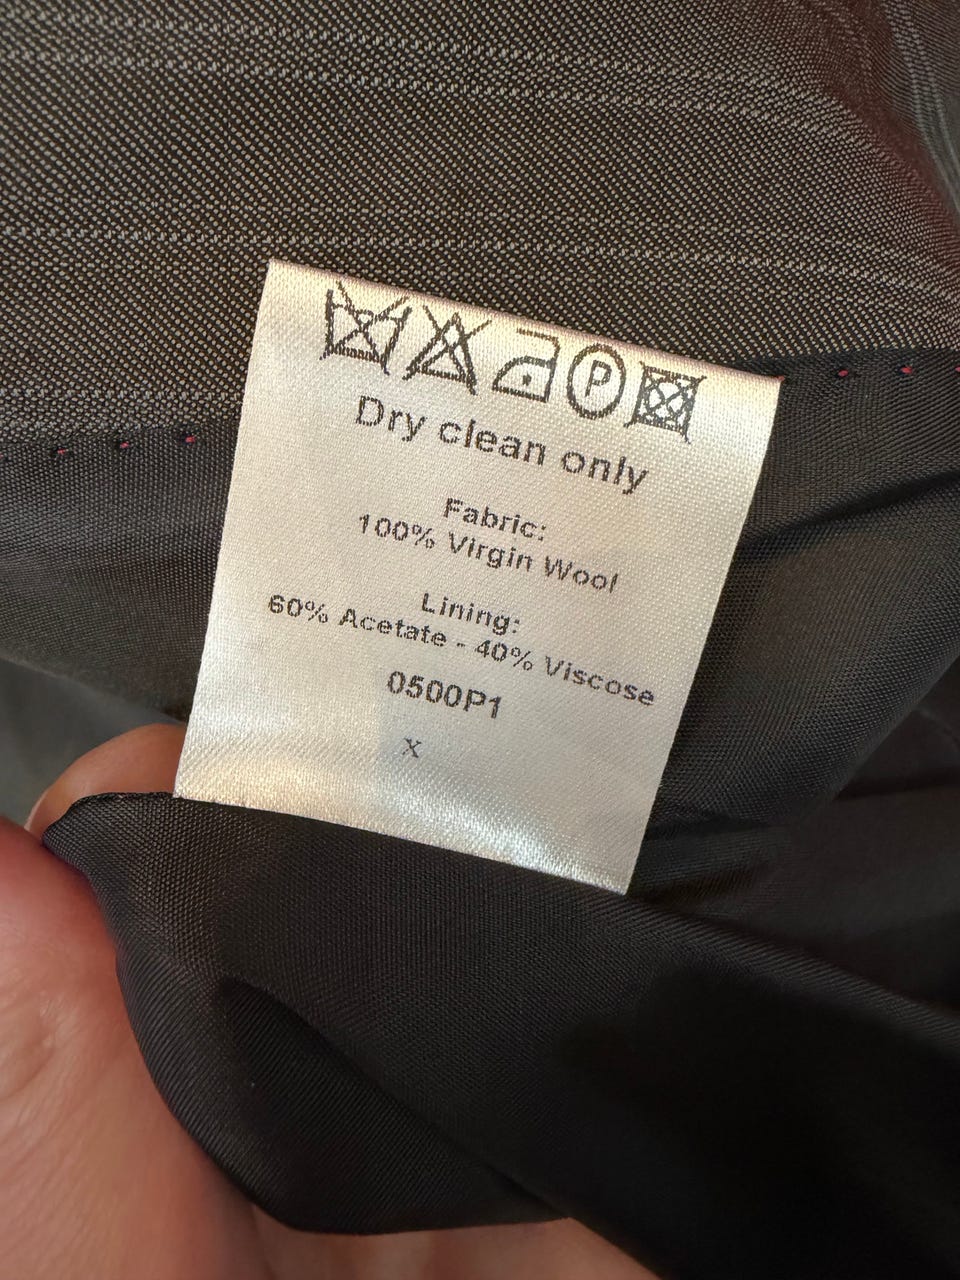 P
Dry clean only
Fabric:
100% Virgin Wool
Lining:
60% Acetate - 40% Viscose
0500P1
x